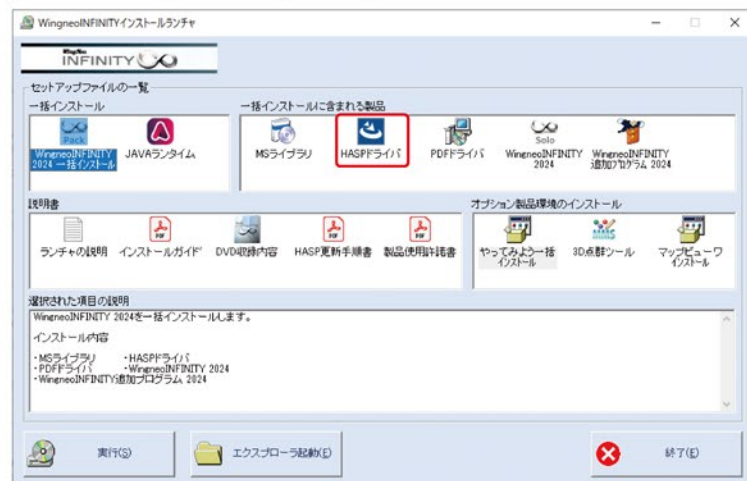 WingneoINFINITYインストールランチャ
WingNeo
INFINITY
セットアップファイルの一覧
一括インストール
一括インストールに含まれる製品
Pack
WingneoINFINITY
2024 一括インストール
JAVAランタイム
MSライブラリ
HASPドライバ
PDFドライバ
Solo
WingneoINFINITY
2024
WingneoINFINITY
追加プログラム 2024
説明書
オプション製品環境のインストール
ランチャの説明
インストールガイド
DVD収録内容
HASP更新手順書
製品使用許諾書
やってみよう一括
インストール
3D点群ツール
マップビューワ
インストール
選択された項目の説明
WingneoINFINITY 2024を一括インストールします。
インストール内容
・MSライブラリ ・HASPドライバ
・PDFドライバ ・WingneoINFINITY 2024
・WingneoINFINITY追加プログラム 2024
実行(S)
エクスプローラ起動(E)
終了(E)